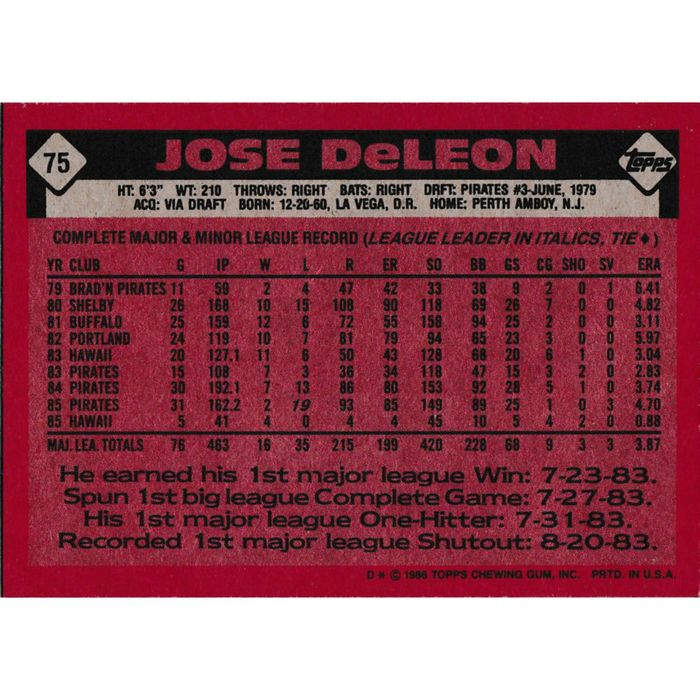 75
JOSE DeLEON
Topps
HT: 6'3" WT: 210 THROWS: RIGHT BATS: RIGHT DRFT: PIRATES #3-JUNE, 1979
ACQ: VIA DRAFT BORN: 12-20-60, LA VEGA, D.R. HOME: PERTH AMBOY, N.J.
COMPLETE MAJOR & MINOR LEAGUE RECORD (LEAGUE LEADER IN ITALICS, TIE♦)
YR CLUB G IP W L R ER SO BB GS CG SHO SV ERA
79 BRAD'N PIRATES 11 59 2 4 47 42 33 38 9 2 0 1 6.41
80 SHELBY 26 168 10 15 108 90 118 69 26 7 0 0 4.82
81 BUFFALO 25 159 12 6 72 55 158 94 25 2 0 0 3.11
82 PORTLAND 24 119 10 7 81 79 94 65 23 3 0 0 5.97
83 HAWAII 20 127.1 11 6 50 43 128 68 20 6 1 0 3.04
83 PIRATES 15 108 7 3 36 34 118 47 15 3 2 0 2.83
84 PIRATES 30 192.1 7 13 86 80 153 92 28 5 1 0 3.74
85 PIRATES 31 162.2 2 19 93 85 149 89 25 1 0 3 4.70
85 HAWAII 5 41 4 0 4 4 45 10 5 4 2 0 0.88
MAJ. LEA. TOTALS 76 463 16 35 215 199 420 228 68 9 3 3 3.87
He earned his 1st major league Win: 7-23-83.
Spun 1st big league Complete Game: 7-27-83.
His 1st major league One-Hitter: 7-31-83.
Recorded 1st major league Shutout: 8-20-83.
D * © 1986 TOPPS CHEWING GUM, INC. PRTD. IN U.S.A.